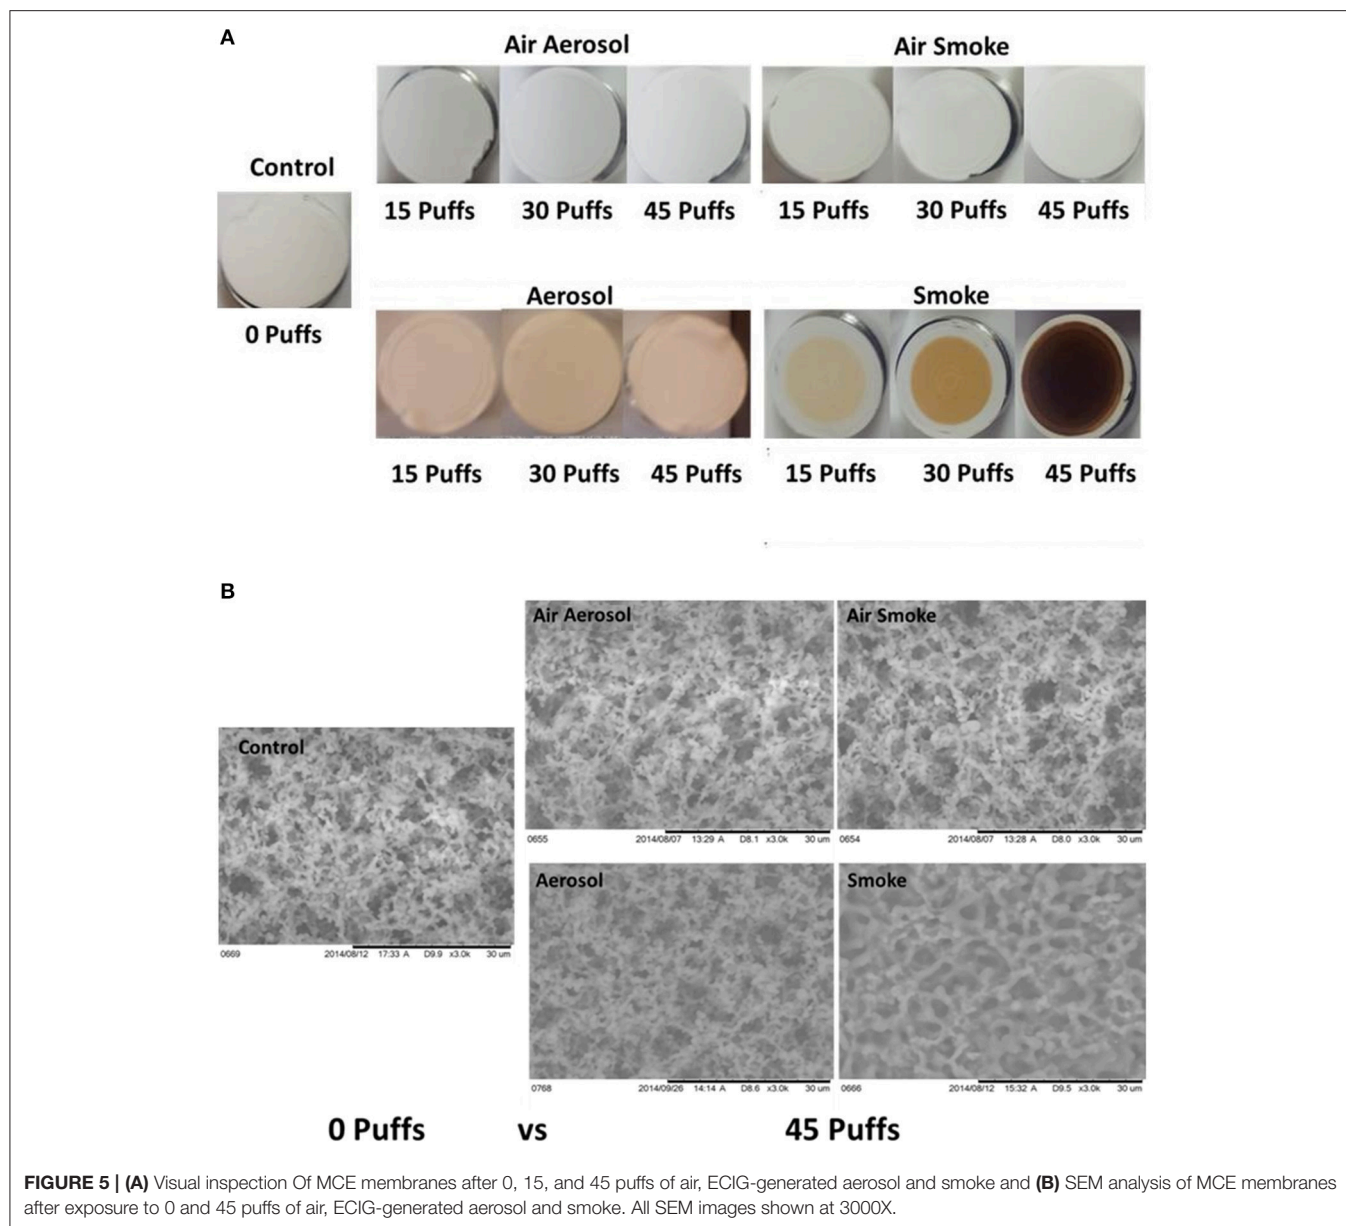 A
Air Aerosol
Air Smoke
Control
15 Puffs 30 Puffs 45 Puffs
15 Puffs 30 Puffs 45 Puffs
0 Puffs
Aerosol
Smoke
15 Puffs 30 Puffs 45 Puffs
15 Puffs 30 Puffs 45 Puffs
B
Air Aerosol
0655 2014/08/07 13:29 A D8.1 x3.0k 30 um
Air Smoke
0654 2014/08/07 13:28 A D8.0 x3.0k 30 um
Control
0669 2014/08/12 17:33 A D9.9 x3.0k 30 um
Aerosol
0768 2014/09/26 14:14 A D8.6 x3.0k 30 um
Smoke
0666 2014/08/12 15:32 A D9.5 x3.0k 30 um
0 Puffs vs 45 Puffs
FIGURE 5 | (A) Visual inspection Of MCE membranes after 0, 15, and 45 puffs of air, ECIG-generated aerosol and smoke and (B) SEM analysis of MCE membranes
after exposure to 0 and 45 puffs of air, ECIG-generated aerosol and smoke. All SEM images shown at 3000X.